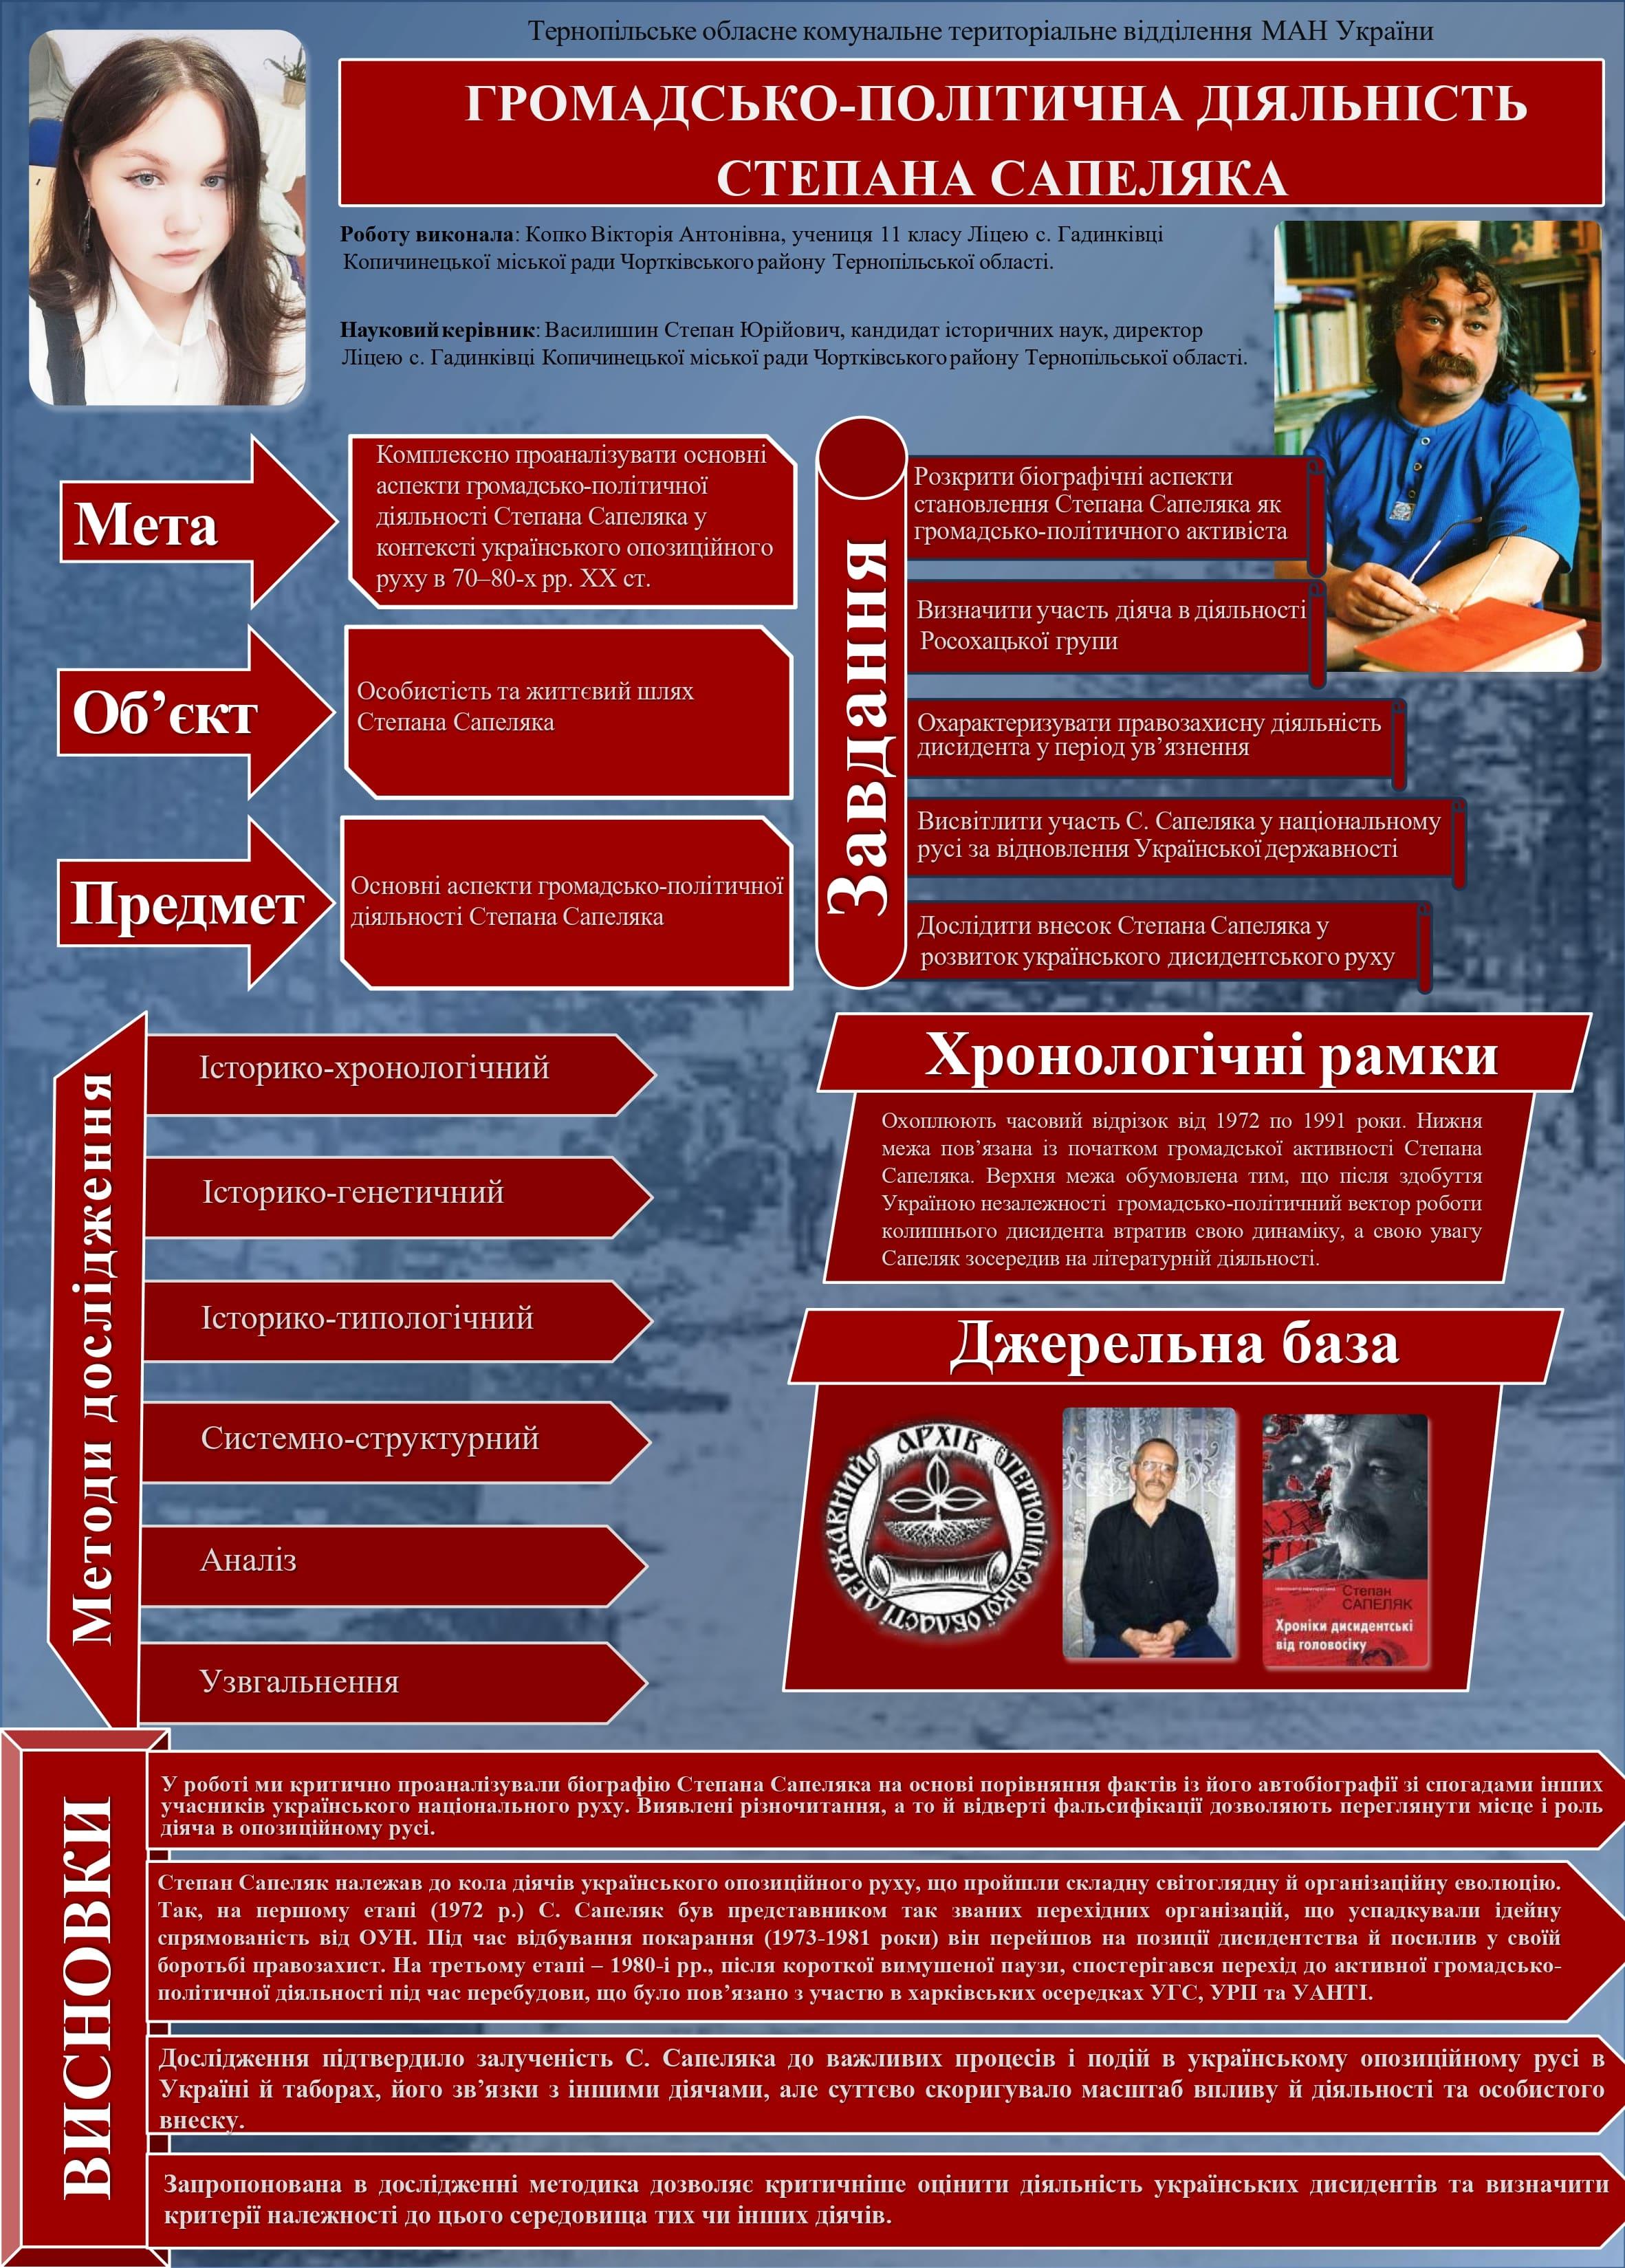 Тернопільське обласне комунальне територіальне відділення МАН України
ГРОМАДСЬКО-ПОЛІТИЧНА ДІЯЛЬНІСТЬ
СТЕПАНА САПЕЛЯКА
Роботу виконала: Копко Вікторія Антонівна, учениця 11 класу Ліцею с. Гадинківці
Копичинецької міської ради Чортківського району Тернопільської області.
Науковий керівник: Василишин Степан Юрійович, кандидат історичних наук, директор
Ліцею с. Гадинківці Копичинецької міської ради Чортківського району Тернопільської області.
Мета
Комплексно проаналізувати основні
аспекти громадсько-політичної
діяльності Степана Сапеляка у
контексті українського опозиційного
руху в 70–80-х рр. ХХ ст.
Об’єкт
Особистість та життєвий шлях
Степана Сапеляка
Предмет
Основні аспекти громадсько-політичної
діяльності Степана Сапеляка
Завдання
Розкрити біографічні аспекти
становлення Степана Сапеляка як
громадсько-політичного активіста
Визначити участь діяча в діяльності
Росохацької групи
Охарактеризувати правозахисну діяльність
дисидента у період ув’язнення
Висвітлити участь С. Сапеляка у національному
русі за відновлення Української державності
Дослідити внесок Степана Сапеляка у
розвиток українського дисидентського руху
Методи дослідження
Історико-хронологічний
Історико-генетичний
Історико-типологічний
Системно-структурний
Аналіз
Узвгальнення
Хронологічні рамки
Охоплюють часовий відрізок від 1972 по 1991 роки. Нижня
межа пов’язана із початком громадської активності Степана
Сапеляка. Верхня межа обумовлена тим, що після здобуття
Україною незалежності громадсько-політичний вектор роботи
колишнього дисидента втратив свою динаміку, а свою увагу
Сапеляк зосередив на літературній діяльності.
Джерельна база
ДЕРЖАВНИЙ АРХІВ ТЕРНОПІЛЬСЬКОЇ ОБЛАСТІ
Степан
САПЕЛЯК
Хроніки дисидентські
від головосіку
ВИСНОВКИ
У роботі ми критично проаналізували біографію Степана Сапеляка на основі порівняння фактів із його автобіографії зі спогадами інших
учасників українського національного руху. Виявлені різночитання, а то й відверті фальсифікації дозволяють переглянути місце і роль
діяча в опозиційному русі.
Степан Сапеляк належав до кола діячів українського опозиційного руху, що пройшли складну світоглядну й організаційну еволюцію.
Так, на першому етапі (1972 р.) С. Сапеляк був представником так званих перехідних організацій, що успадкували ідейну
спрямованість від ОУН. Під час відбування покарання (1973-1981 роки) він перейшов на позиції дисидентства й посилив у своїй
боротьбі правозахист. На третьому етапі – 1980-і рр., після короткої вимушеної паузи, спостерігався перехід до активної громадсько-
політичної діяльності під час перебудови, що було пов’язано з участю в харківських осередках УГС, УРП та УАНТІ.
Дослідження підтвердило залученість С. Сапеляка до важливих процесів і подій в українському опозиційному русі в
Україні й таборах, його зв’язки з іншими діячами, але суттєво скоригувало масштаб впливу й діяльності та особистого
внеску.
Запропонована в дослідженні методика дозволяє критичніше оцінити діяльність українських дисидентів та визначити
критерії належності до цього середовища тих чи інших діячів.